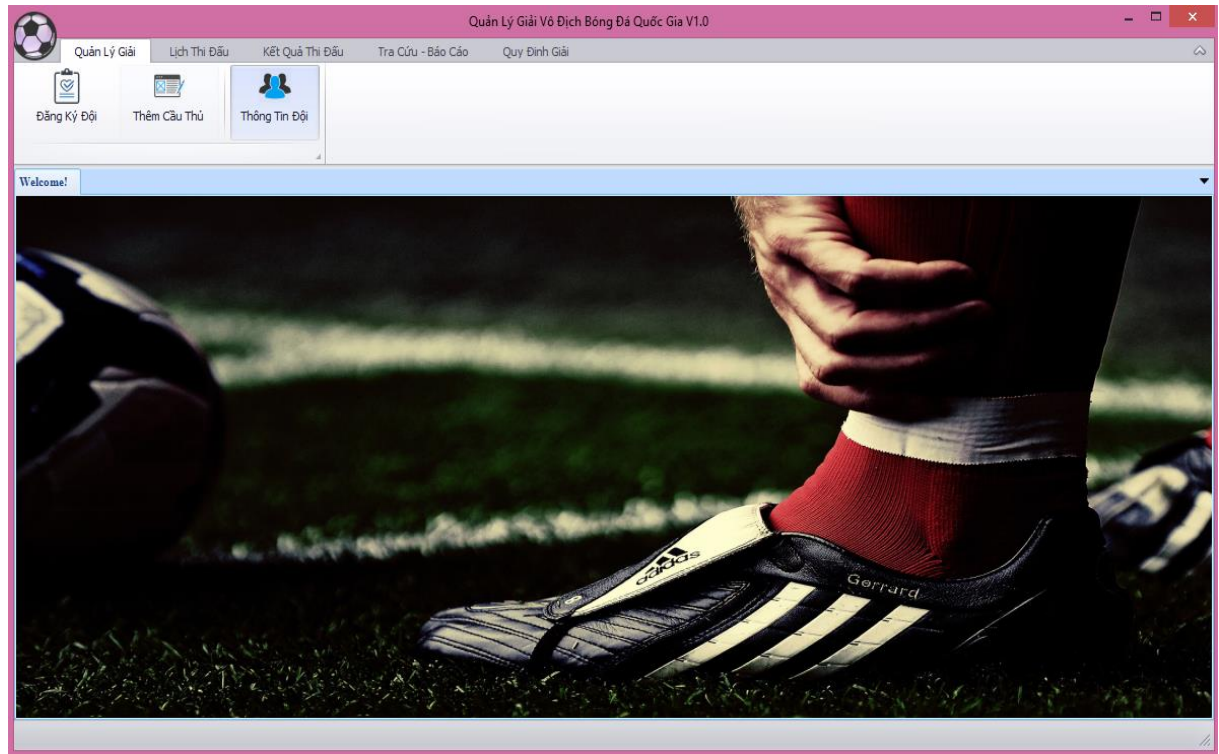 Quản Lý Giải Vô Địch Bóng Đá Quốc Gia V1.0
Quản Lý Giải Lịch Thi Đấu Kết Quả Thi Đấu Tra Cứu - Báo Cáo Quy Đinh Giải
Đăng Ký Đội Thêm Cầu Thủ Thông Tin Đội
Welcome!
adidas
8
Gerrard